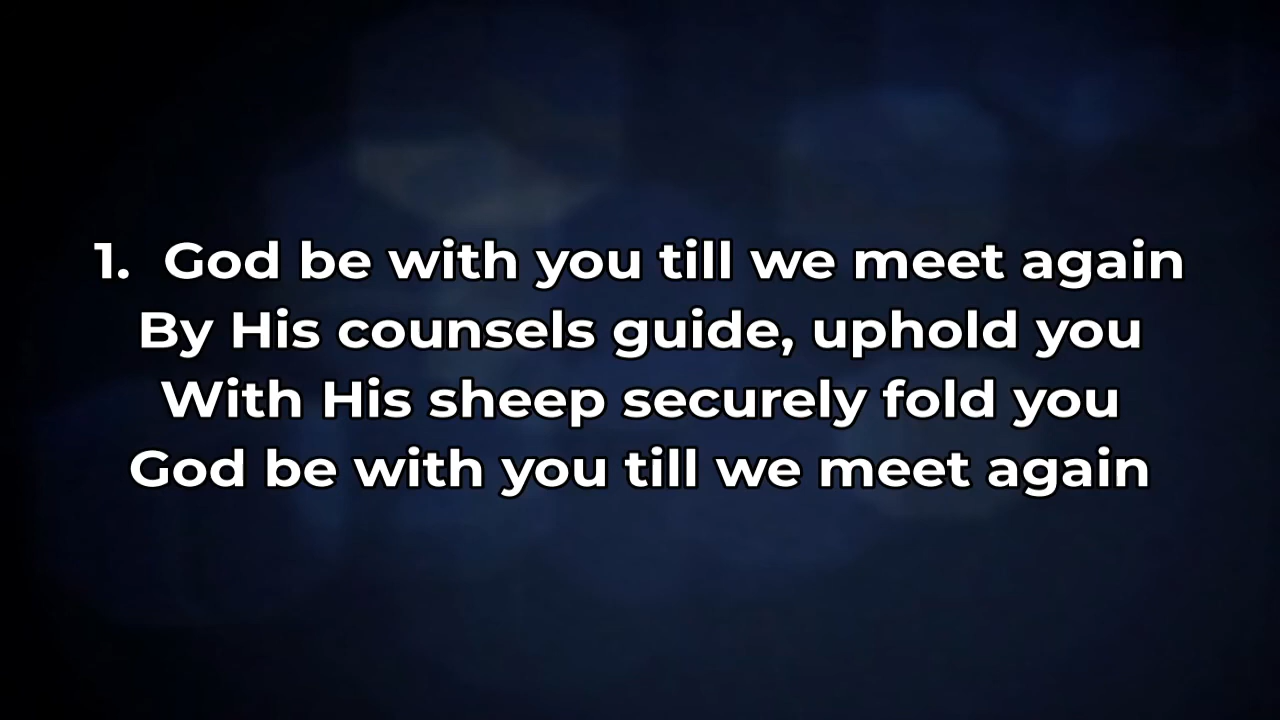 1. God be with you till we meet again
By His counsels guide, uphold you
With His sheep securely fold you
God be with you till we meet again